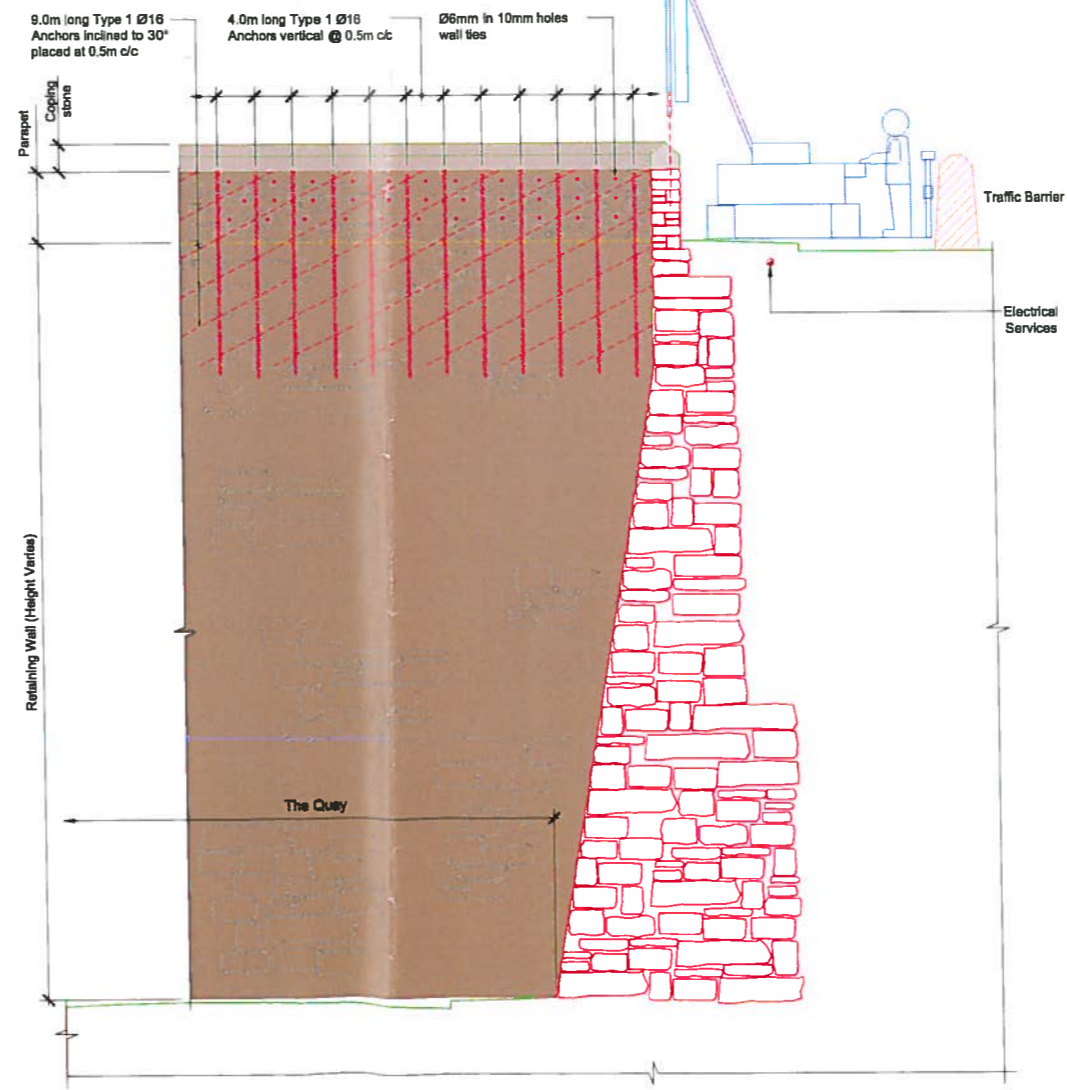 9.0m long Type 1 Ø16
Anchors inclined to 30°
placed at 0.5m c/c
4.0m long Type 1 Ø16
Anchors vertical @ 0.5m c/c
Ø6mm in 10mm holes
wall ties
Coping
stone
Parapet
Traffic Barrier
Electrical
Services
Retaining Wall (Height Varies)
The Quay